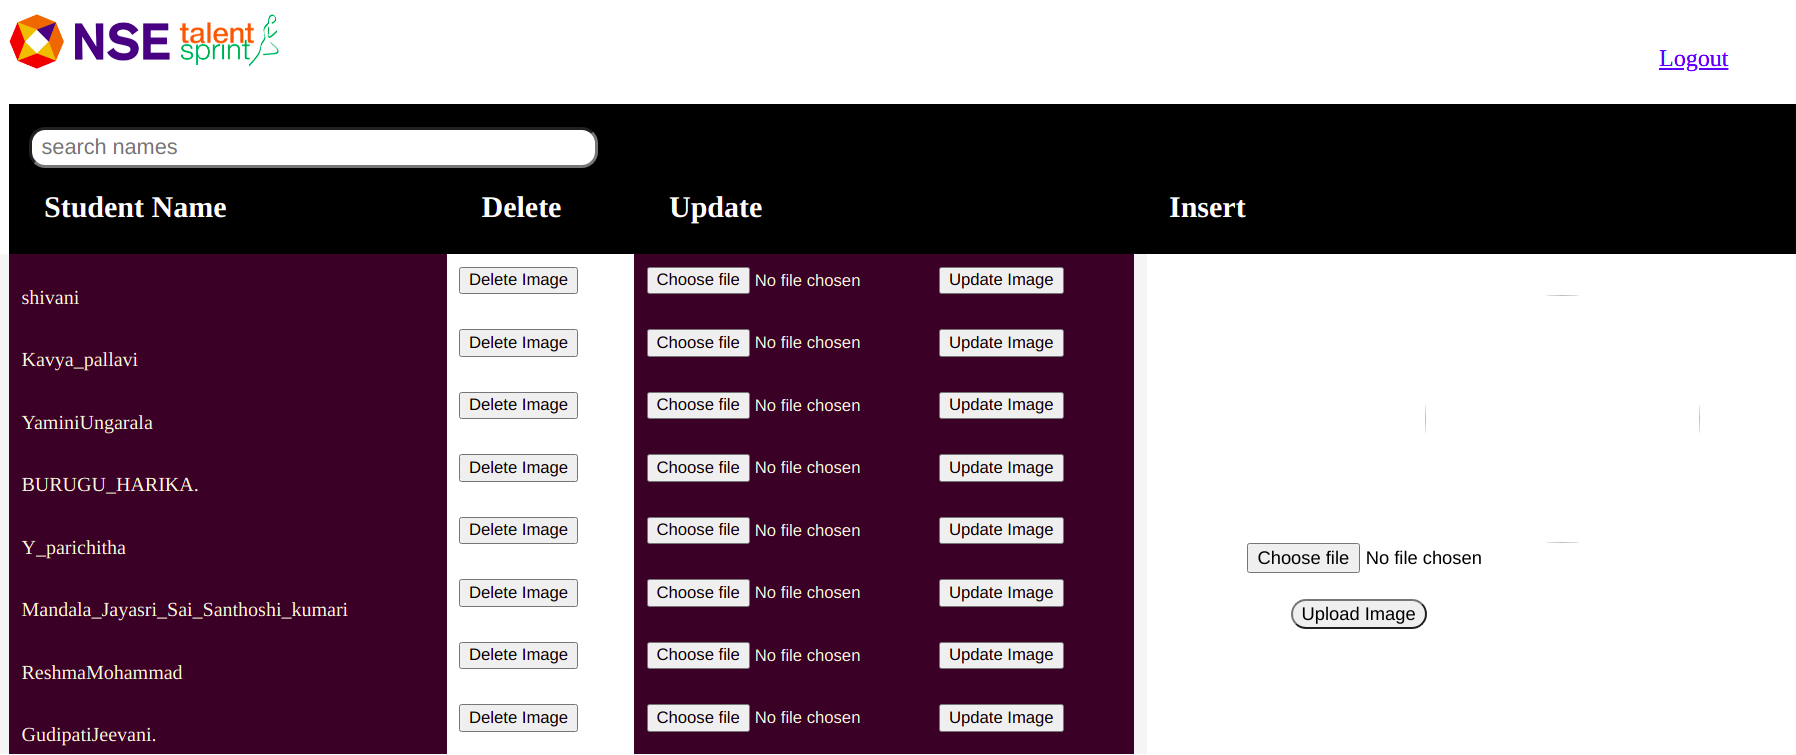 NSE talent sprint
Logout
search names
Student Name Delete Update Insert
shivani Delete Image Choose file No file chosen Update Image
Kavya_pallavi Delete Image Choose file No file chosen Update Image
YaminiUngarala Delete Image Choose file No file chosen Update Image
BURUGU_HARIKA. Delete Image Choose file No file chosen Update Image
Y_parichitha Delete Image Choose file No file chosen Update Image
Choose file No file chosen
Mandala_Jayasri_Sai_Santhoshi_kumari Delete Image Choose file No file chosen Update Image
Upload Image
ReshmaMohammad Delete Image Choose file No file chosen Update Image
GudipatiJeevani. Delete Image Choose file No file chosen Update Image